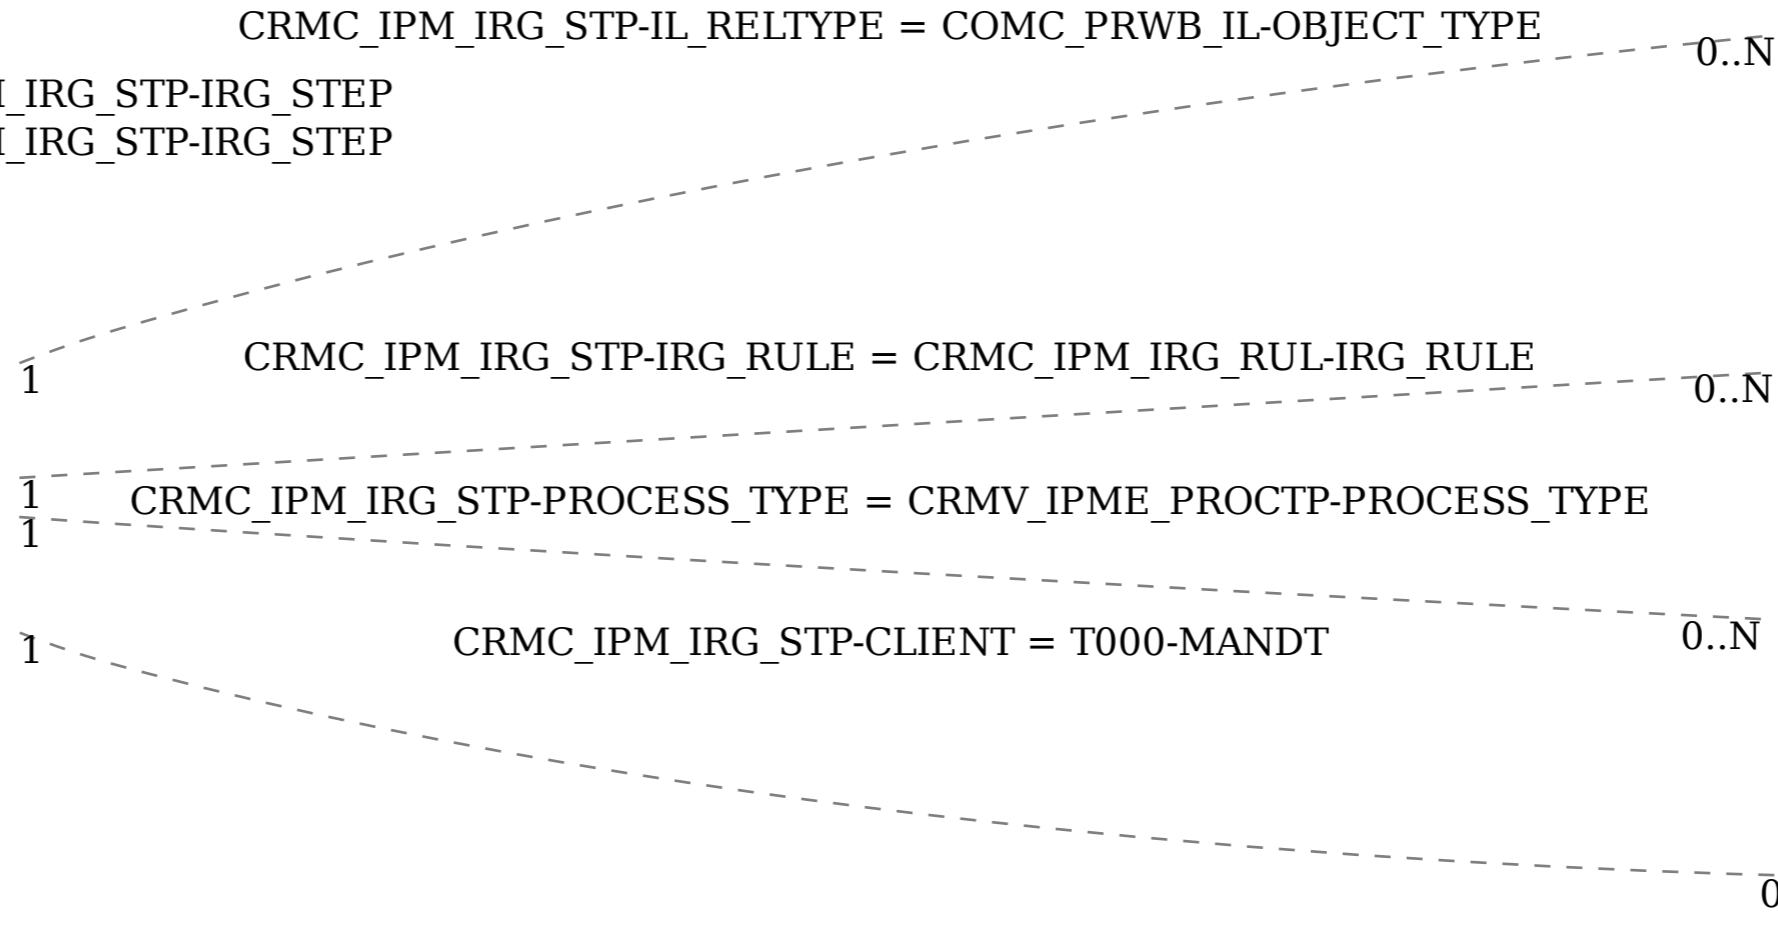 CRMC_IPM_IRG_STP-IL_RELTYPE = COMC_PRWB_IL-OBJECT_TYPE
0..N
_IRG_STP-IRG_STEP
_IRG_STP-IRG_STEP
CRMC_IPM_IRG_STP-IRG_RULE = CRMC_IPM_IRG_RUL-IRG_RULE
1
0..N
1
CRMC_IPM_IRG_STP-PROCESS_TYPE = CRMV_IPME_PROCTP-PROCESS_TYPE
1
0..N
CRMC_IPM_IRG_STP-CLIENT = T000-MANDT
1
0